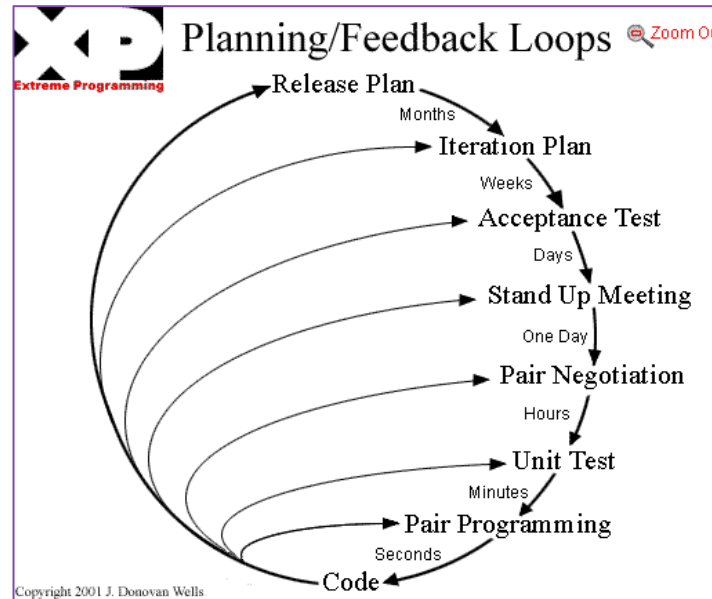 XP
Extreme Programming
Planning/Feedback Loops
Zoom Ou
Release Plan
Months
Iteration Plan
Weeks
Acceptance Test
Days
Stand Up Meeting
One Day
Pair Negotiation
Hours
Unit Test
Minutes
Pair Programming
Seconds
Code
Copyright 2001 J. Donovan Wells